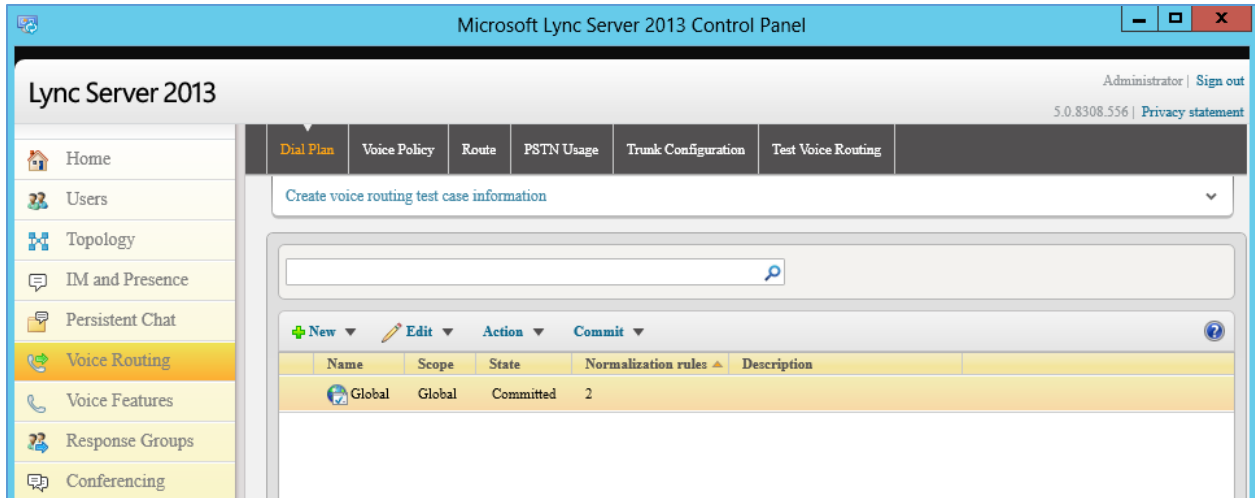 Microsoft Lync Server 2013 Control Panel
Lync Server 2013
Administrator | Sign out
5.0.8308.556 | Privacy statement
Home
Users
Topology
IM and Presence
Persistent Chat
Voice Routing
Voice Features
Response Groups
Conferencing
Dial Plan Voice Policy Route PSTN Usage Trunk Configuration Test Voice Routing
Create voice routing test case information
New Edit Action Commit
Name Scope State Normalization rules Description
Global Global Committed 2